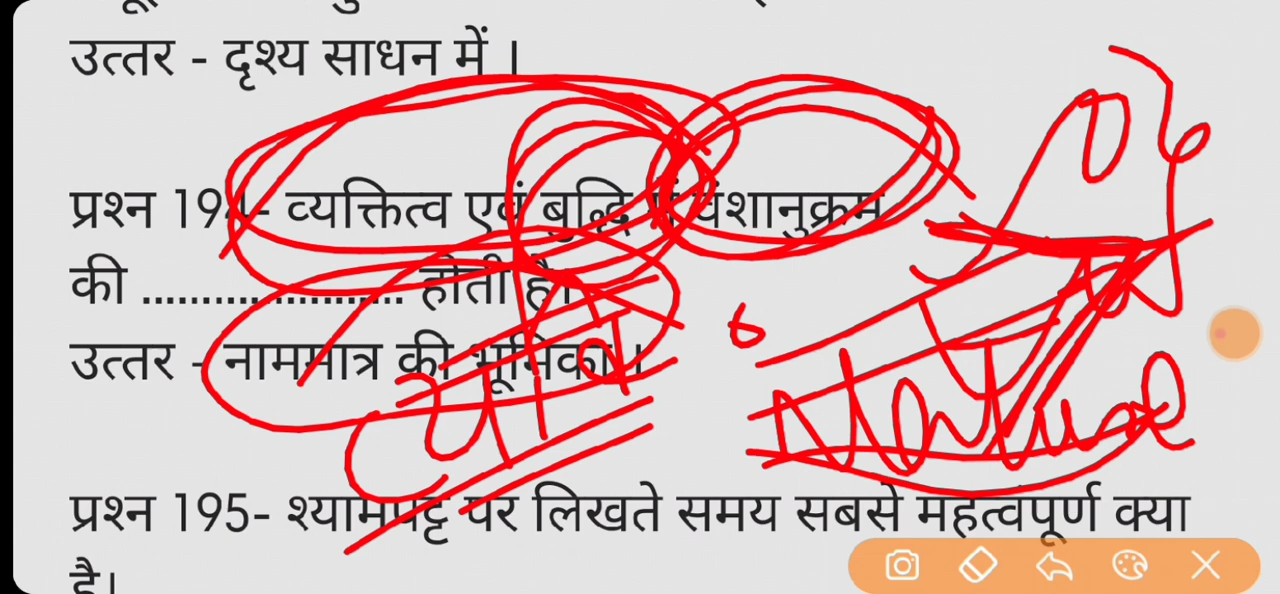 उत्तर - दृश्य साधन में ।
प्रश्न 194- व्यक्तित्व एवं बुद्धि में वंशानुक्रम
की ...................... होती है।
उत्तर - नाममात्र की भूमिका ।
Nature
प्रश्न 195- श्यामपट्ट पर लिखते समय सबसे महत्वपूर्ण क्या
है।